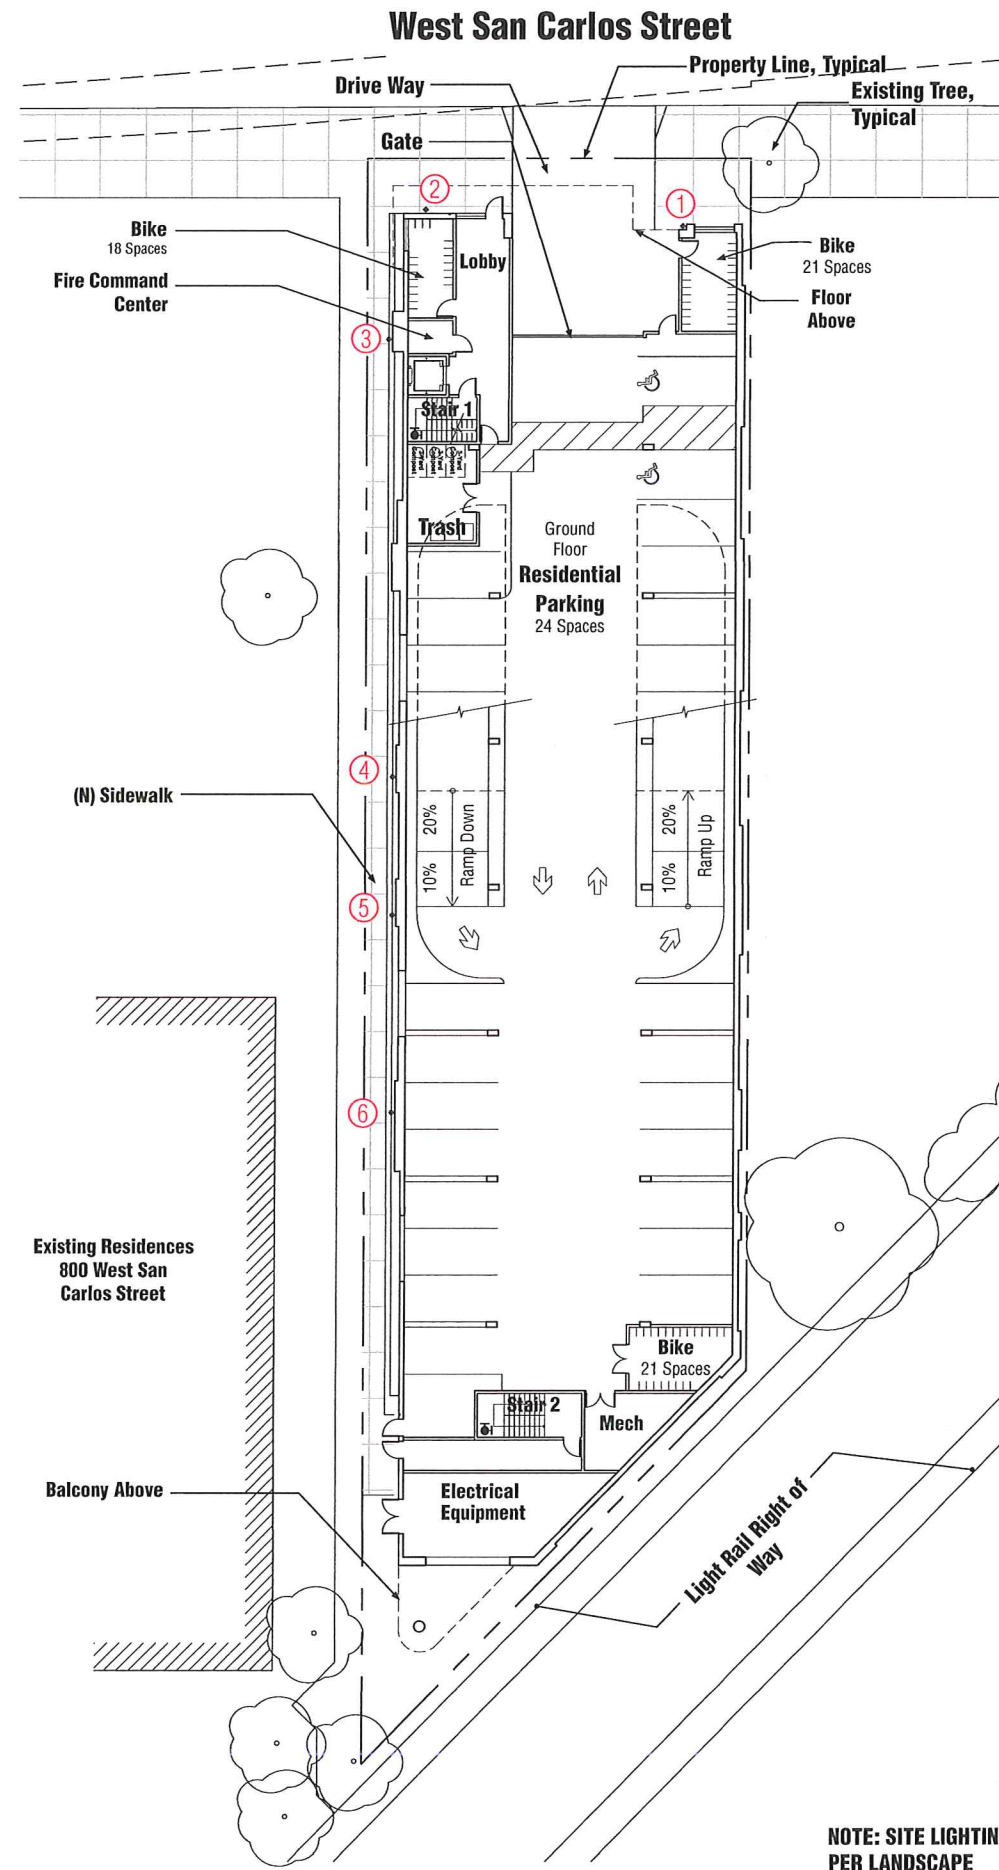 West San Carlos Street
Drive Way
Property Line, Typical
Existing Tree,
Typical
Gate
2
1
Bike
18 Spaces
Lobby
Bike
21 Spaces
Fire Command
Center
Floor
Above
3
Stair 1
Trash
Ground
Floor
Residential
Parking
24 Spaces
4
(N) Sidewalk
20%
10%
Ramp Down
20%
10%
Ramp Up
5
6
Existing Residences
800 West San
Carlos Street
Bike
21 Spaces
Stair 2
Mech
Balcony Above
Electrical
Equipment
Light Rail Right of
Way
NOTE: SITE LIGHTIN
PER LANDSCAPE